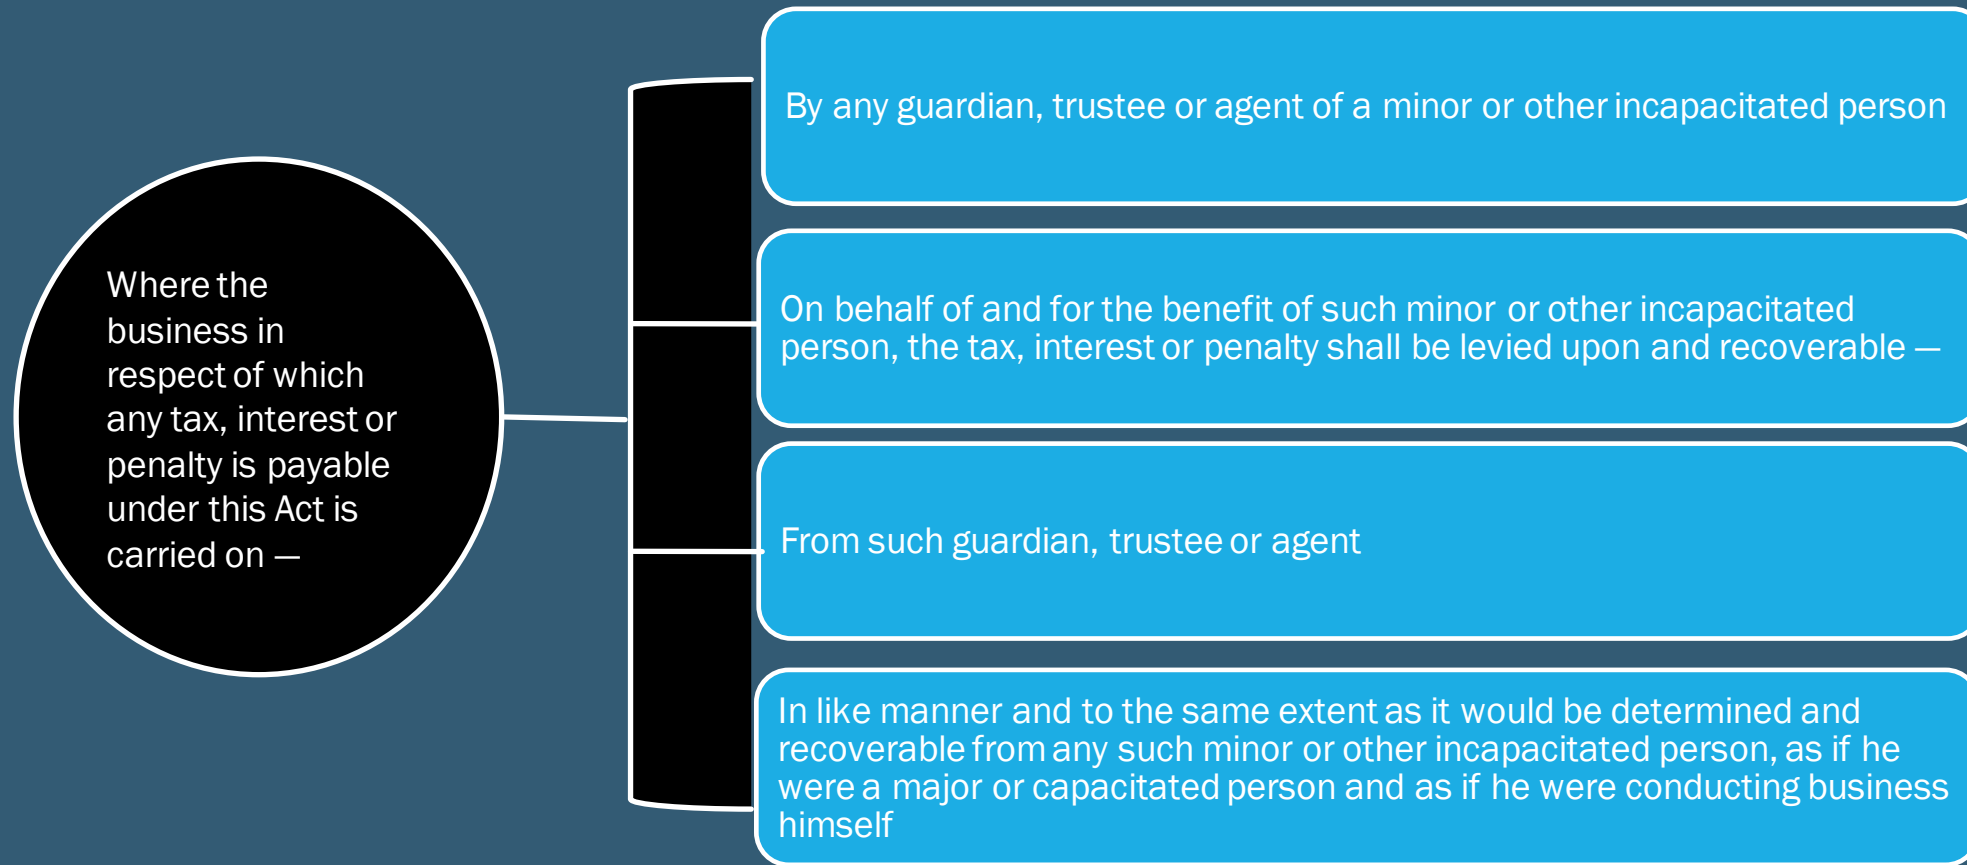 Where the
business in
respect of which
any tax, interest or
penalty is payable
under this Act is
carried on —
By any guardian, trustee or agent of a minor or other incapacitated person
On behalf of and for the benefit of such minor or other incapacitated
person, the tax, interest or penalty shall be levied upon and recoverable —
From such guardian, trustee or agent
In like manner and to the same extent as it would be determined and
recoverable from any such minor or other incapacitated person, as if he
were a major or capacitated person and as if he were conducting business
himself